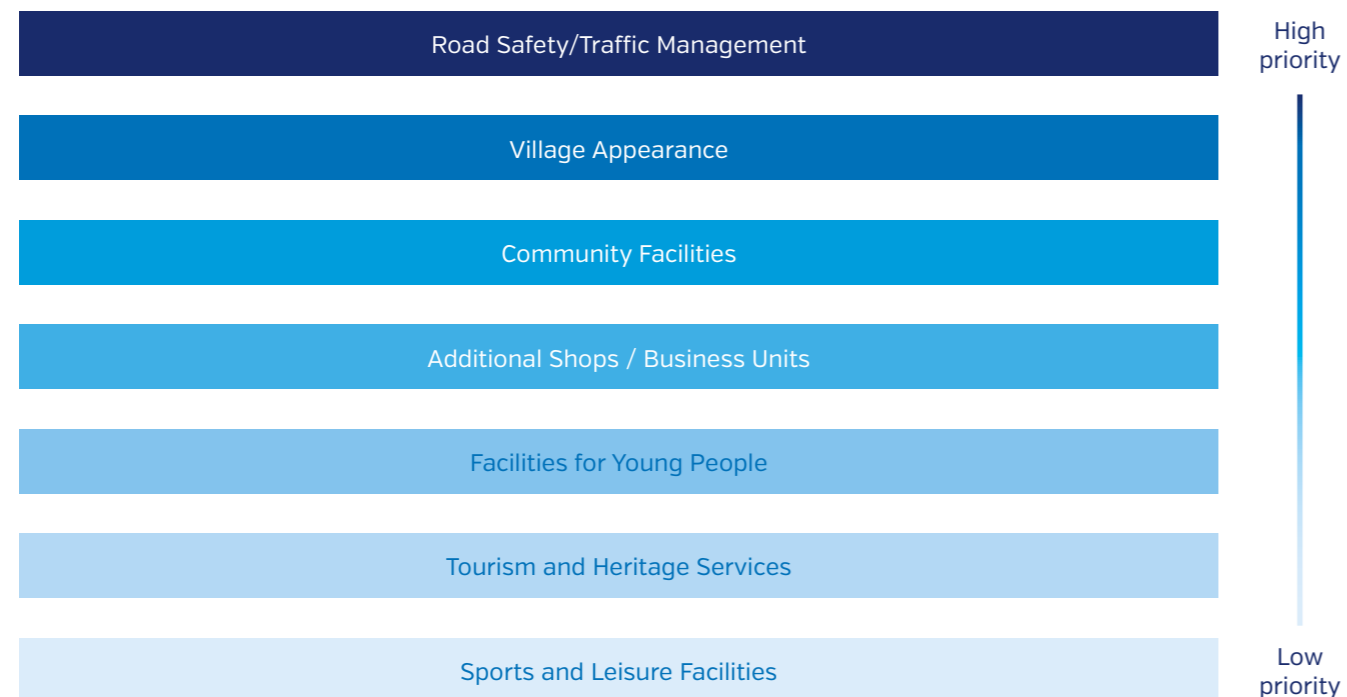 Road Safety/Traffic Management
High
priority
Village Appearance
Community Facilities
Additional Shops / Business Units
Facilities for Young People
Tourism and Heritage Services
Sports and Leisure Facilities
Low
priority